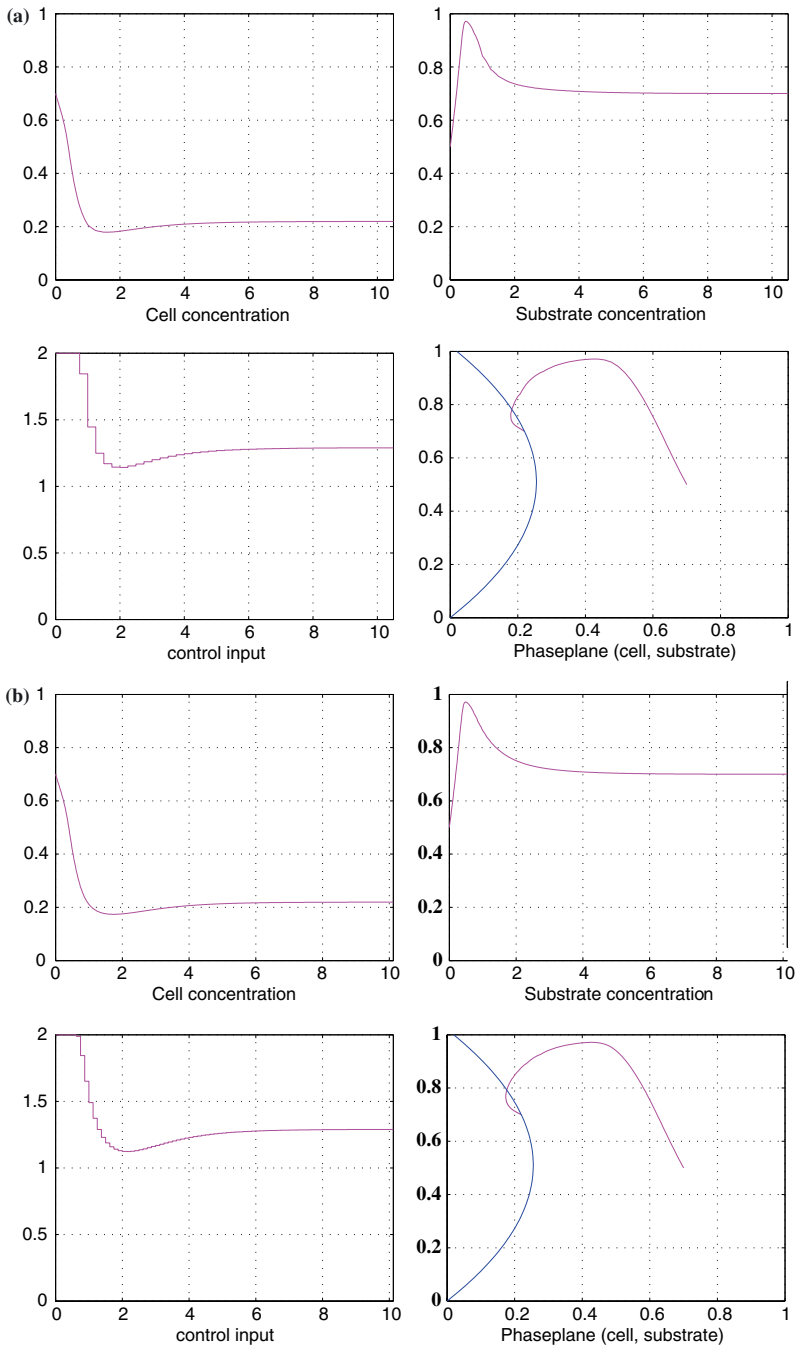 (a)
1
0.8
0.6
0.4
0.2
0
0 2 4 6 8 10
Cell concentration
1
0.8
0.6
0.4
0.2
0
0 2 4 6 8 10
Substrate concentration
2
1.5
1
0.5
0
0 2 4 6 8 10
control input
1
0.8
0.6
0.4
0.2
0
0 0.2 0.4 0.6 0.8 1
Phaseplane (cell, substrate)
(b)
1
0.8
0.6
0.4
0.2
0
0 2 4 6 8 10
Cell concentration
1
0.8
0.6
0.4
0.2
0
0 2 4 6 8 10
Substrate concentration
2
1.5
1
0.5
0
0 2 4 6 8 10
control input
1
0.8
0.6
0.4
0.2
0
0 0.2 0.4 0.6 0.8 1
Phaseplane (cell, substrate)